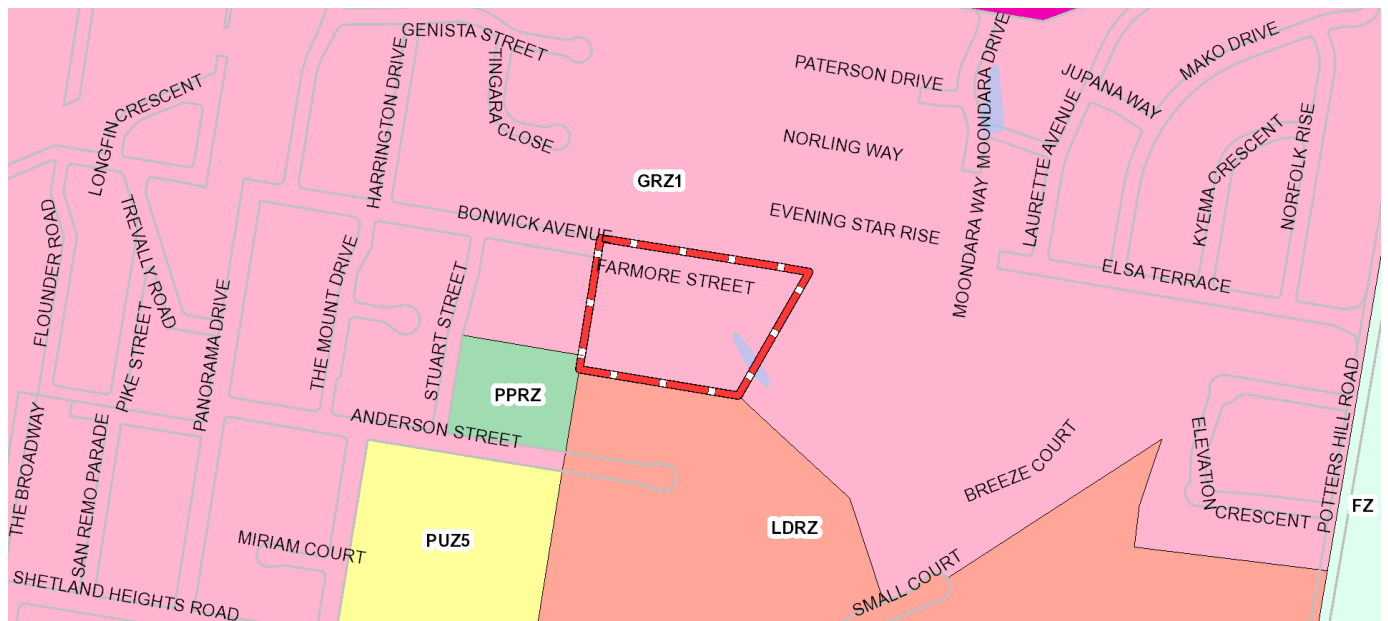 GENISTA STREET
TINGARA
CLOSE
HARRINGTON DRIVE
LONGFIN
CRESCENT
PATERSON DRIVE
MOONDARA DRIVE
JUPANA WAY
MAKO DRIVE
NORLING WAY
LAURETTE AVENUE
KYEMA
CRESCENT
NORFOLK RISE
GRZ1
FLOUNDER ROAD
TREVALLY ROAD
BONWICK AVENUE
EVENING STAR RISE
MOONDARA WAY
FARMORE STREET
ELSA TERRACE
PIKE STREET
PANORAMA DRIVE
THE MOUNT DRIVE
STUART STREET
PPRZ
ANDERSON STREET
THE BROADWAY
SAN REMO PARADE
BREEZE COURT
ELEVATION
CRESCENT
POTTERS HILL ROAD
FZ
LDRZ
PUZ5
MIRIAM COURT
SHETLAND HEIGHTS ROAD
SMALL COURT